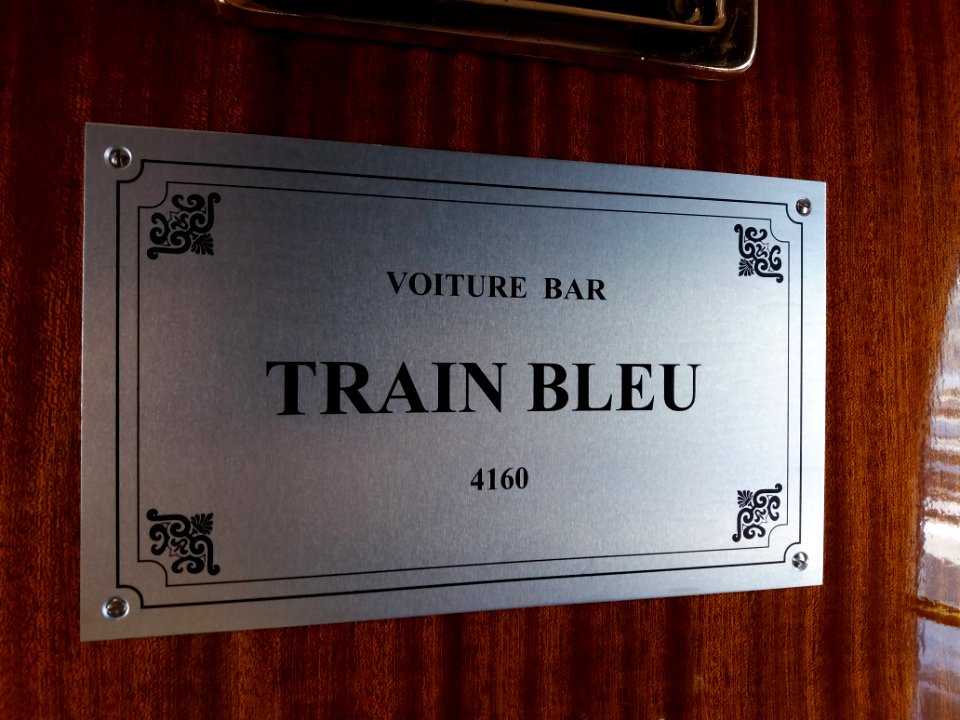 VOITURE BAR
TRAIN BLEU
4160